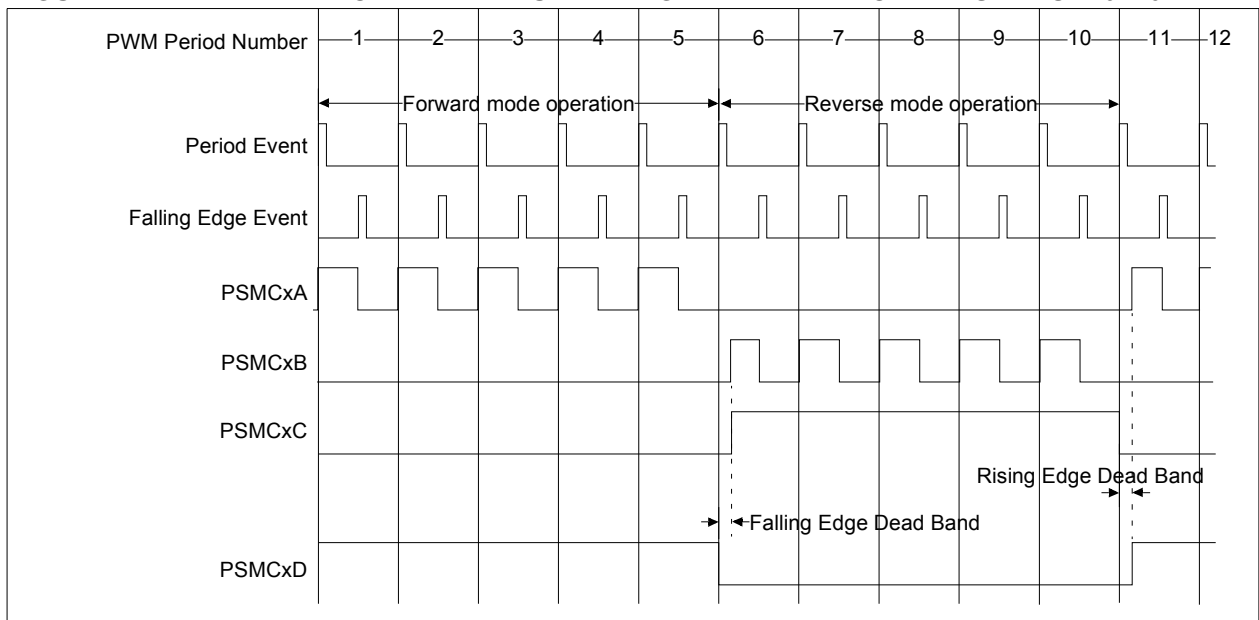 PWM Period Number 1 2 3 4 5 6 7 8 9 10 11 12
Forward mode operation Reverse mode operation
Period Event
Falling Edge Event
PSMCxA
PSMCxB
PSMCxC
Rising Edge Dead Band
Falling Edge Dead Band
PSMCxD